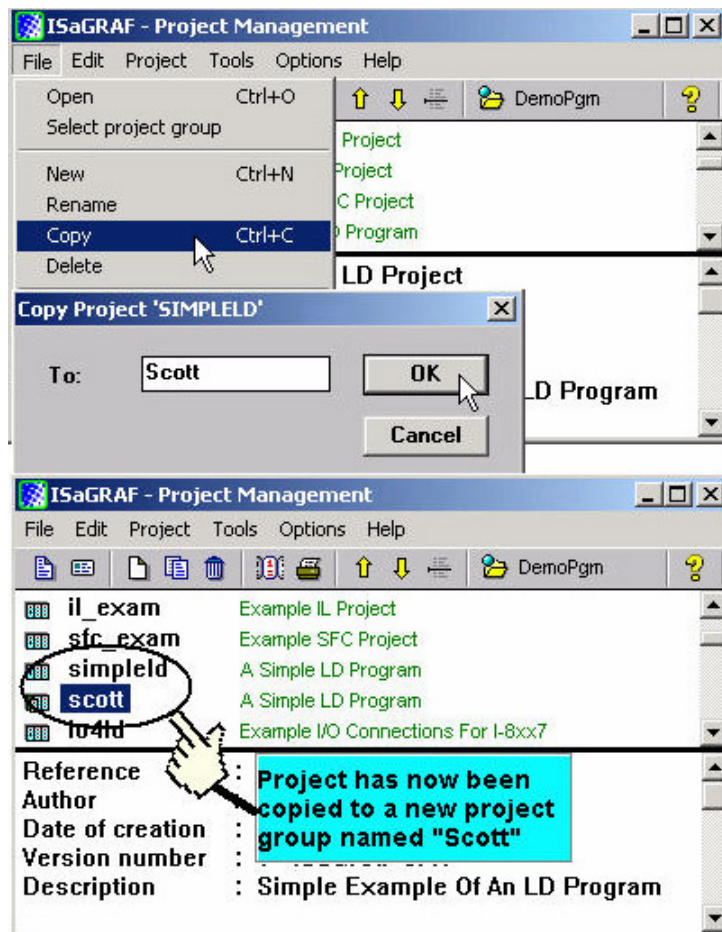 ISaGRAF - Project Management
File Edit Project Tools Options Help
Open Ctrl+O
Select project group
New Ctrl+N
Rename
Copy Ctrl+C
Delete
DemoPgm
Project
Project
C Project
Program
LD Project
Copy Project 'SIMPLELD'
To: Scott
OK
Cancel
LD Program
ISaGRAF - Project Management
File Edit Project Tools Options Help
DemoPgm
il_exam Example IL Project
sfc_exam Example SFC Project
simpleld A Simple LD Program
scott A Simple LD Program
io4ld Example I/O Connections For I-8xx7
Reference :
Author
Date of creation :
Version number :
Description : Simple Example Of An LD Program
Project has now been
copied to a new project
group named "Scott"